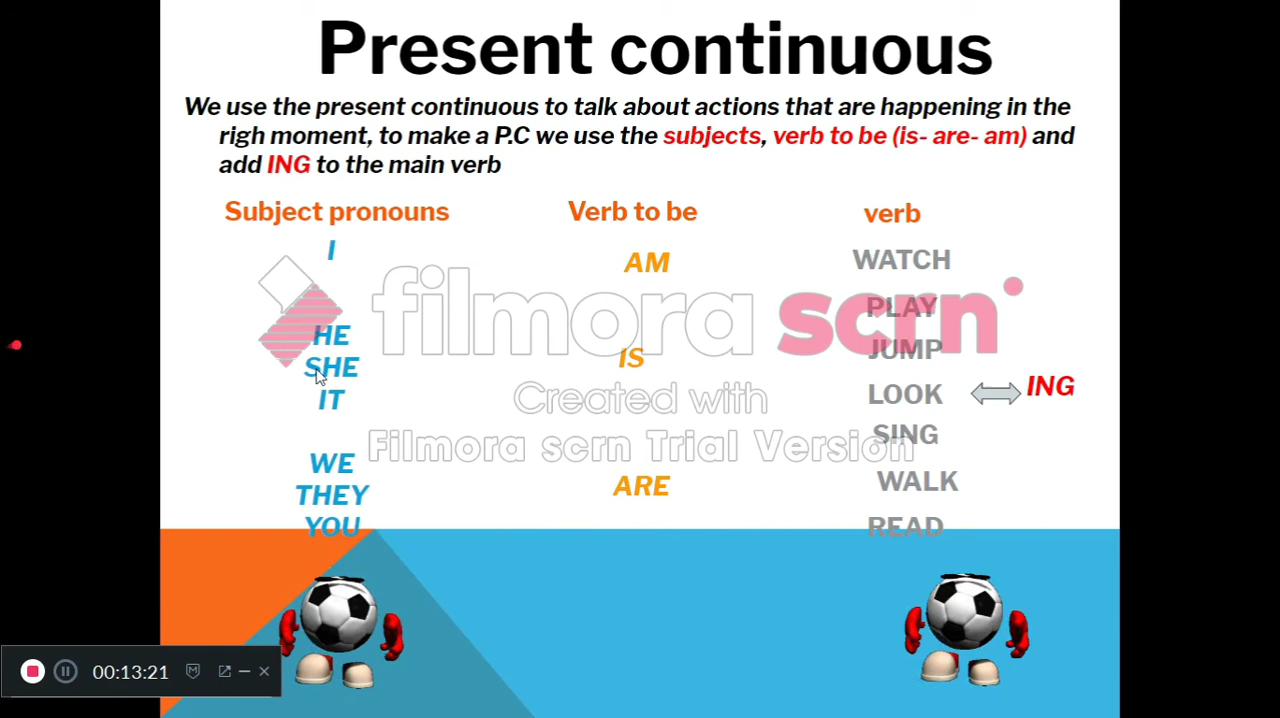 Present continuous
We use the present continuous to talk about actions that are happening in the
righ moment, to make a P.C we use the subjects, verb to be (is- are- am) and
add ING to the main verb
Subject pronouns
Verb to be
verb
I
AM
WATCH
filmora scrn
PLAY
HE
IS
JUMP
SHE
LOOK
ING
IT
Created with
SING
Filmora scrn Trial Version
WE
ARE
WALK
THEY
YOU
READ
00:13:21